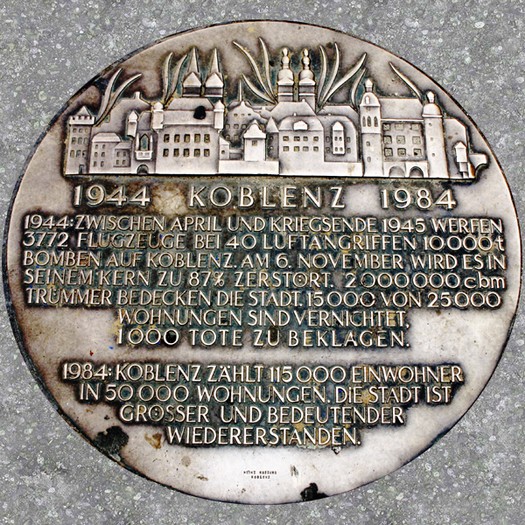 1944 KOBLENZ 1984
1944: ZWISCHEN APRIL UND KRIEGSENDE 1945 WERFEN
3772 FLUGZEUGE BEI 40 LUFTANGRIFFEN 10000t
BOMBEN AUF KOBLENZ. AM 6. NOVEMBER WIRD ES IN
SEINEM KERN ZU 87% ZERSTÖRT. 2000000cbm
TRÜMMER BEDECKEN DIE STADT, 15000 VON 25000
WOHNUNGEN SIND VERNICHTET,
1000 TOTE ZU BEKLAGEN.
1984: KOBLENZ ZÄHLT 115000 EINWOHNER
IN 50000 WOHNUNGEN. DIE STADT IST
GRÖSSER UND BEDEUTENDER
WIEDERERSTANDEN.